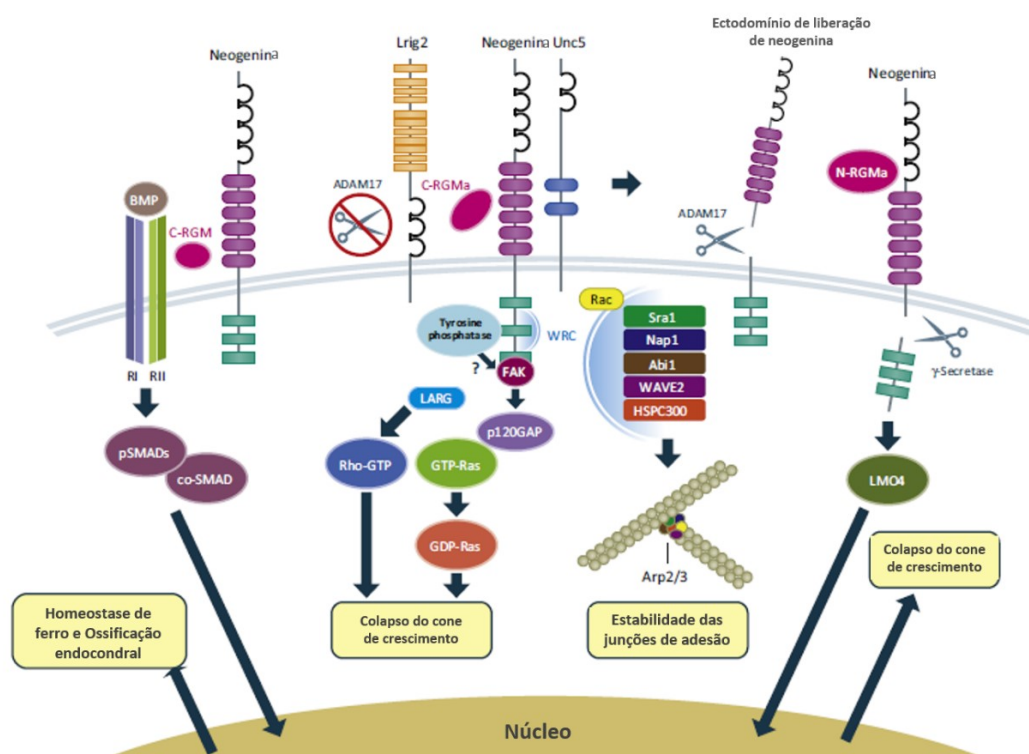 Ectodomínio de liberação
de neogenina
Neogenina
Lrig2
Neogenina Unc5
Neogenina
ADAM17
C-RGMa
N-RGMa
BMP
C-RGM
ADAM17
Rac
Sra1
Tyrosine
phosphatase
WRC
Nap1
?
FAK
Abi1
γ-Secretase
RI
RII
WAVE2
LARG
HSPC300
p120GAP
pSMADs
co-SMAD
Rho-GTP
GTP-Ras
LMO4
GDP-Ras
Arp2/3
Colapso do cone
de crescimento
Homeostase de
ferro e Ossificação
endocondral
Colapso do cone
de crescimento
Estabilidade das
junções de adesão
Núcleo